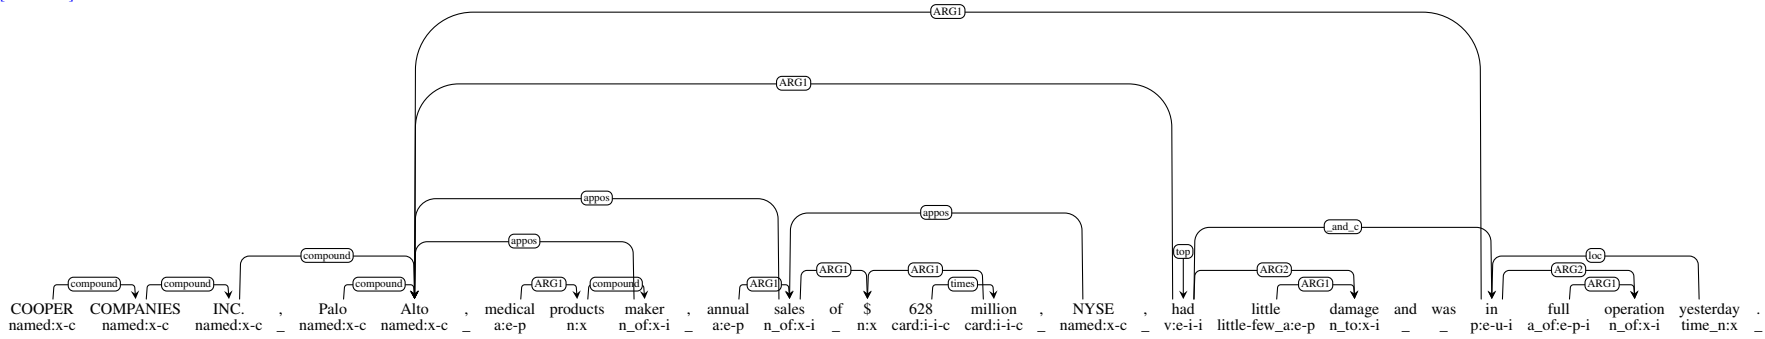 ARG1
ARG1
appos
appos
_and_c
appos
compound
top
loc
ARG1
ARG1
ARG2
ARG2
compound
compound
compound
ARG1
compound
ARG1
times
ARG1
ARG1
COOPER COMPANIES INC. , Palo Alto , medical products maker , annual sales of $ 628 million , NYSE , had little damage and was in full operation yesterday .
named:x-c named:x-c named:x-c _ named:x-c named:x-c _ a:e-p n:x n_of:x-i _ a:e-p n_of:x-i _ n:x card:i-i-c card:i-i-c _ named:x-c _ v:e-i-i little-few_a:e-p n_to:x-i _ _ p:e-u-i a_of:e-p-i n_of:x-i time_n:x _